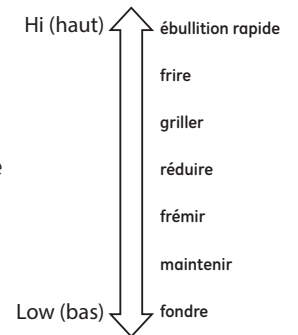 Hi (haut) ébullition rapide
frire
griller
réduire
frémir
maintenir
Low (bas) fondre